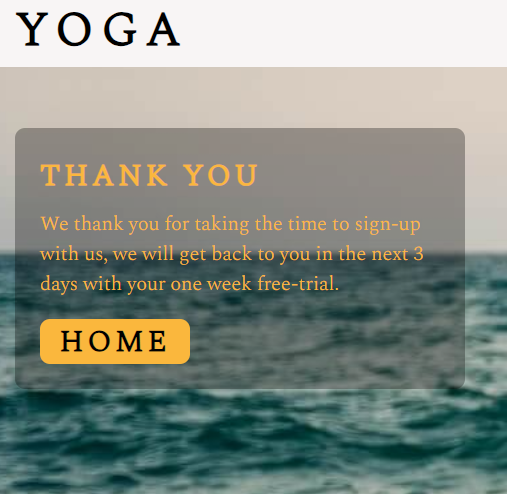 YOGA
THANK YOU
We thank you for taking the time to sign-up
with us, we will get back to you in the next 3
days with your one week free-trial.
HOME